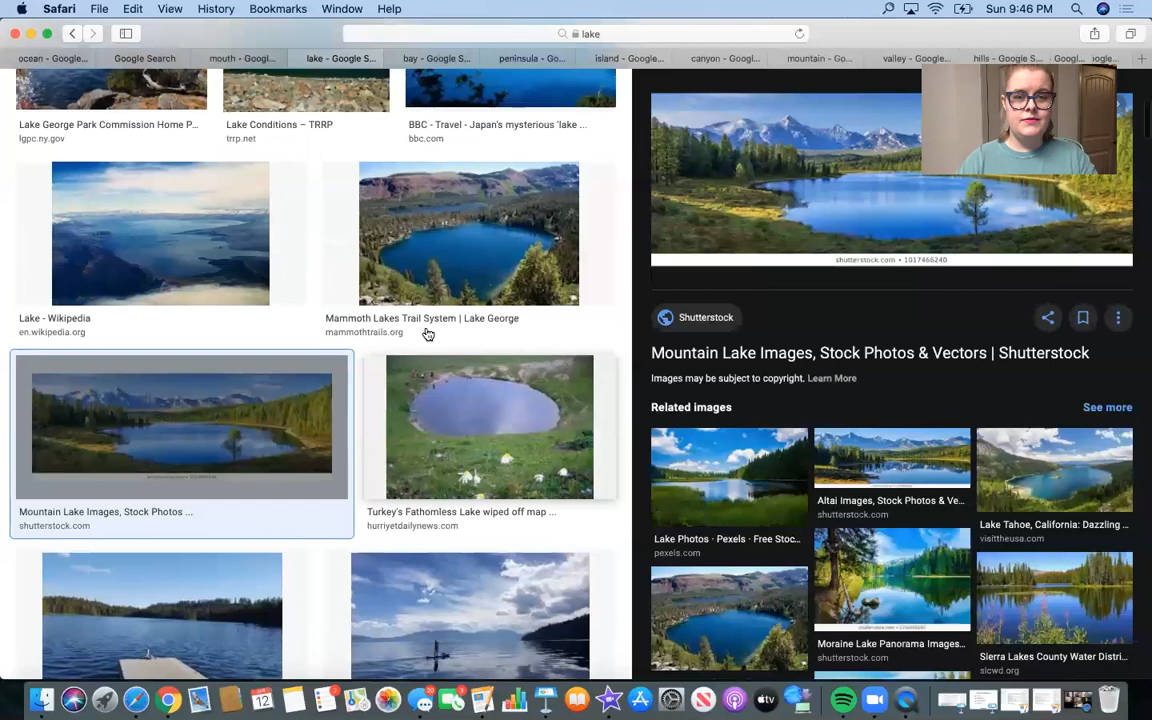 Safari File Edit View History Bookmarks Window Help Sun 9:46 PM
lake
ocean - Google... Google Search mouth - Googl... lake - Google S... bay - Google S... peninsula - Go... island - Google... canyon - Googl... mountain - Go... valley - Google... hills - Google S... Googl... ogle...
Lake George Park Commission Home P...
lgpc.ny.gov
Lake Conditions – TRRP
trrp.net
BBC - Travel - Japan's mysterious 'lake ...
bbc.com
Lake - Wikipedia
en.wikipedia.org
Mammoth Lakes Trail System | Lake George
mammothtrails.org
Mountain Lake Images, Stock Photos ...
shutterstock.com
Turkey's Fathomless Lake wiped off map ...
hurriyetdailynews.com
shutterstock.com • 1017466240
Shutterstock
Mountain Lake Images, Stock Photos & Vectors | Shutterstock
Images may be subject to copyright. Learn More
Related images See more
Lake Photos · Pexels · Free Stoc...
pexels.com
Altai Images, Stock Photos & Ve...
shutterstock.com
Lake Tahoe, California: Dazzling ...
visittheusa.com
Moraine Lake Panorama Images...
shutterstock.com
Sierra Lakes County Water Distri...
slcwd.org